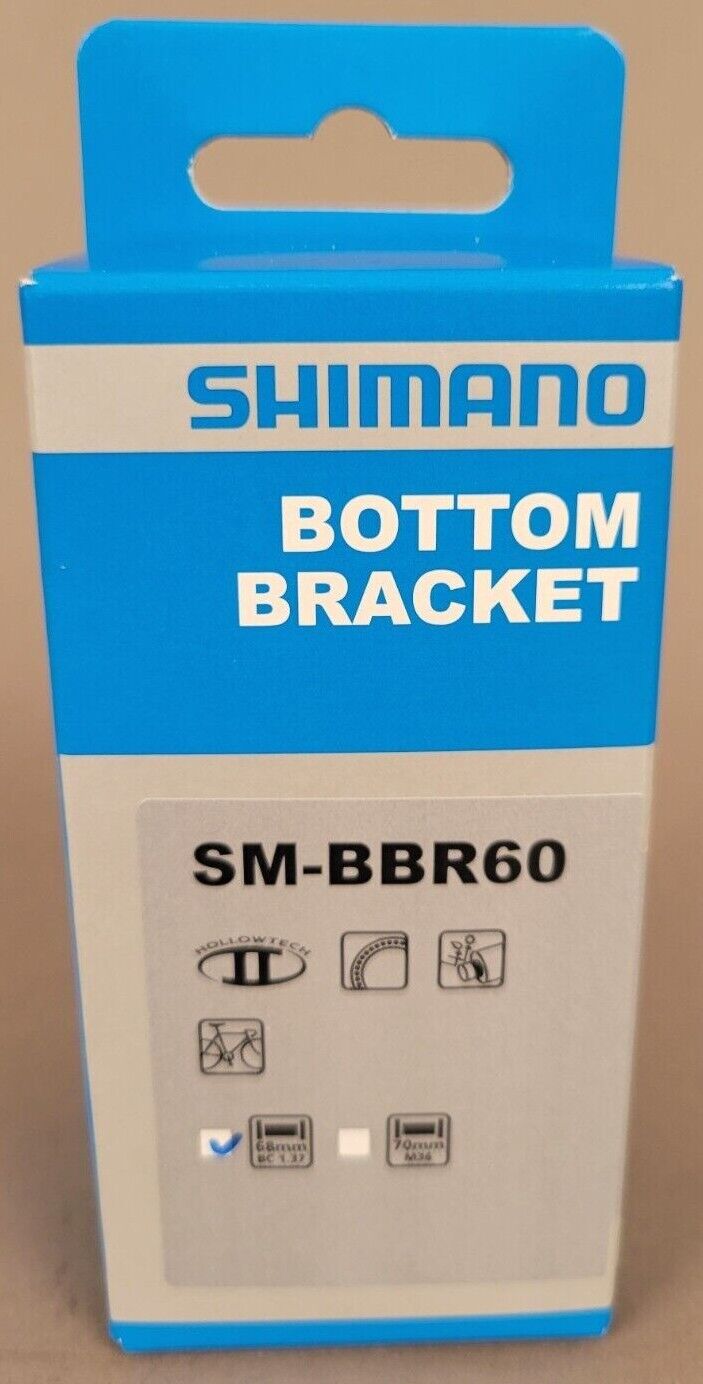 SHIMANO
BOTTOM
BRACKET
SM-BBR60
HOLLOWTECH
II
68mm
BC 1.37
70mm
M36